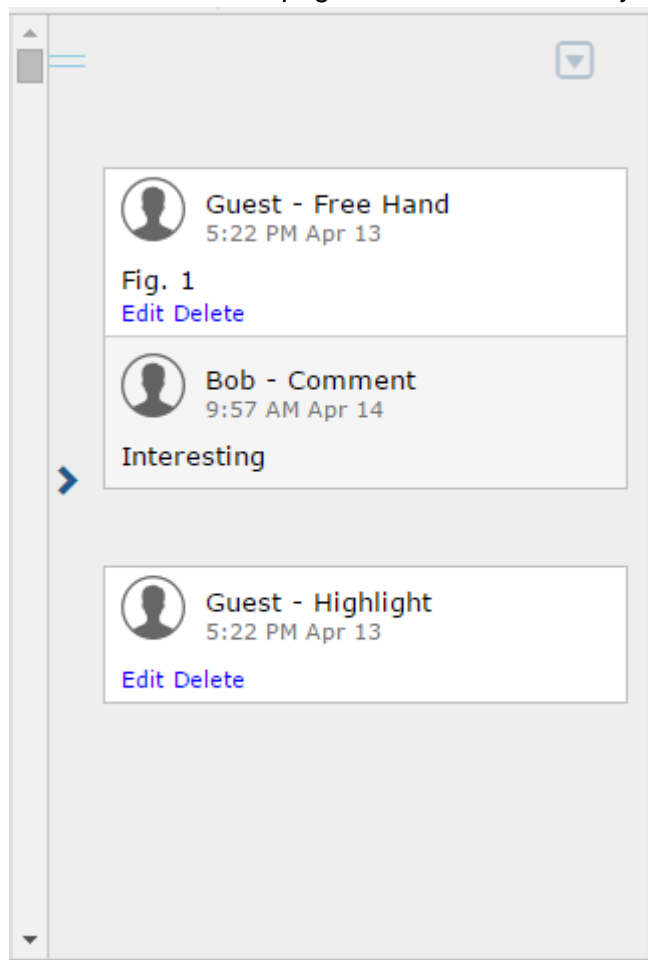 Guest - Free Hand
5:22 PM Apr 13
Fig. 1
Edit Delete
Bob - Comment
9:57 AM Apr 14
Interesting
Guest - Highlight
5:22 PM Apr 13
Edit Delete